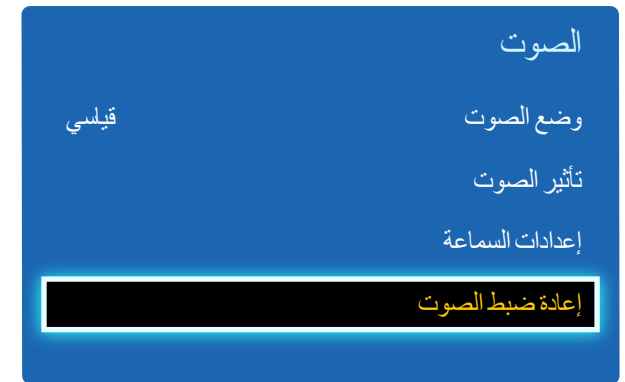 الصوت
وضع الصوت قياسي
تأثير الصوت
إعدادات السماعة
إعادة ضبط الصوت